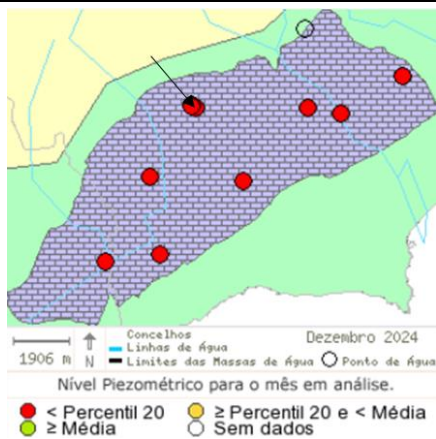 Concelhos
Linhas de Água
Dezembro 2024
1906 m
N
Limites das Massas de Água
Ponto de Água
Nível Piezométrico para o mês em análise.
< Percentil 20
≥ Percentil 20 e < Média
≥ Média
Sem dados